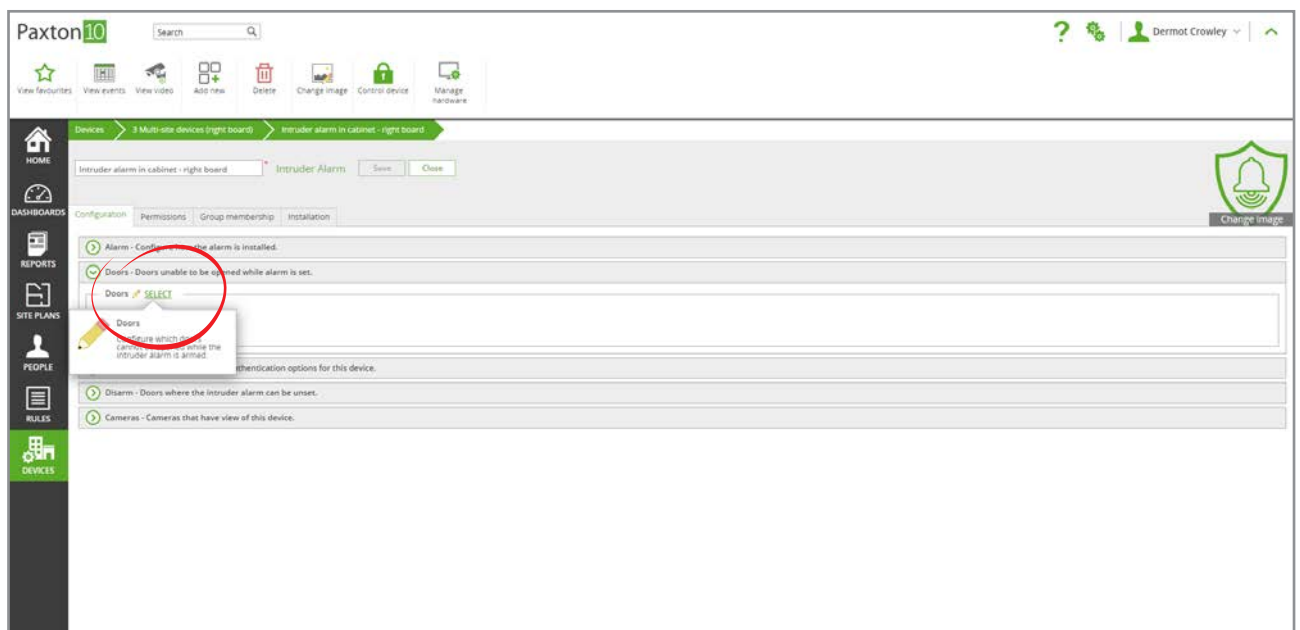 Paxton10
Search
Dermot Crowley
View favourites
View events
View video
Add new
Delete
Change image
Control device
Manage hardware
HOME
DASHBOARDS
REPORTS
SITE PLANS
PEOPLE
RULES
DEVICES
Devices
3 Multi-site devices (right board)
Intruder alarm in cabinet - right board
Intruder alarm in cabinet - right board * Intruder Alarm Save Close
Change image
Configuration Permissions Group membership Installation
Alarm - Configure how the alarm is installed.
Doors - Doors unable to be opened while alarm is set.
Doors SELECT
Doors
Configure which doors
cannot be opened while the
intruder alarm is armed.
authentication options for this device.
Disarm - Doors where the intruder alarm can be unset.
Cameras - Cameras that have view of this device.